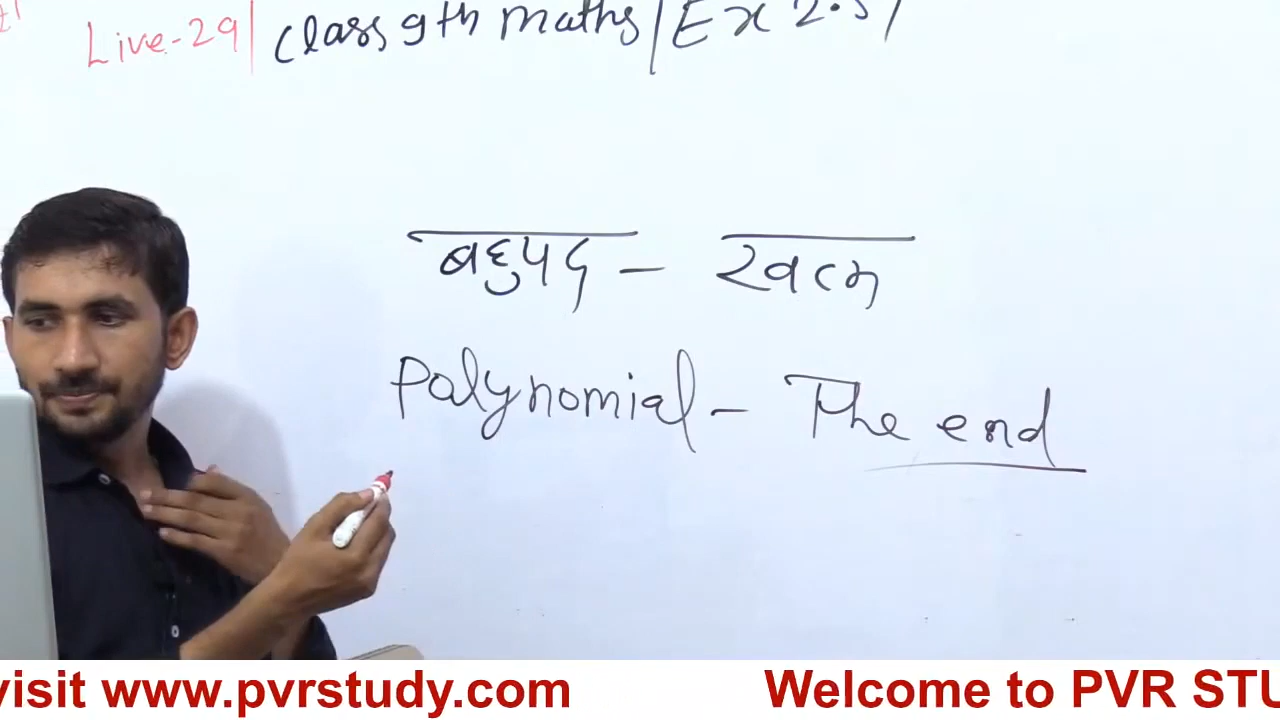 Live-29| Class 9th maths/Ex 2.5/
बहुपद - खत्म
Polynomial - The end
visit www.pvrstudy.com Welcome to PVR STU